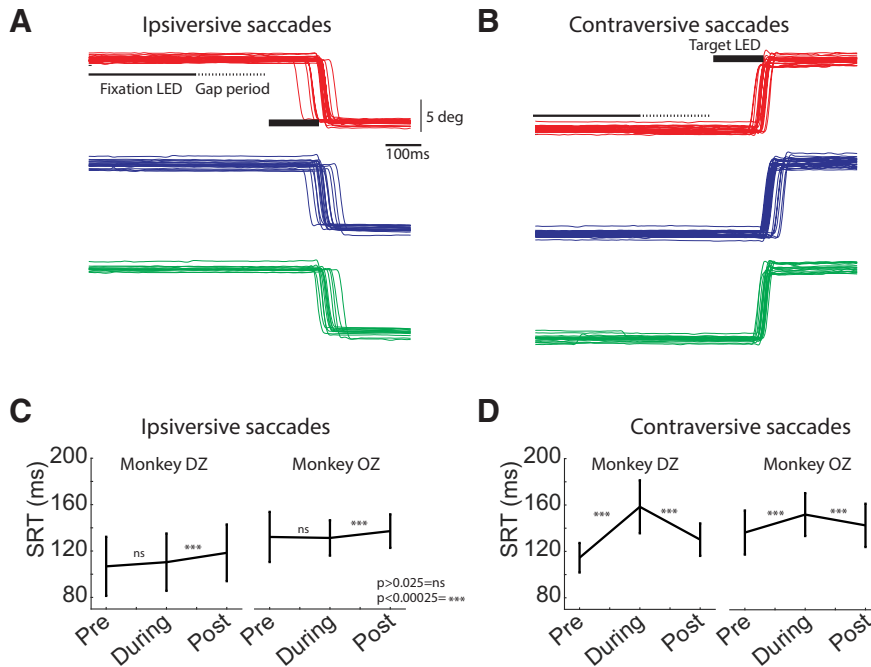 A
Ipsiversive saccades
Fixation LED
Gap period
5 deg
100ms
B
Contraversive saccades
Target LED
C
Ipsiversive saccades
SRT (ms)
200
160
120
80
Monkey DZ
ns
***
Pre
During
Post
Monkey OZ
ns
***
p>0.025=ns
p<0.00025= ***
Pre
During
Post
D
Contraversive saccades
SRT (ms)
200
160
120
80
Monkey DZ
***
***
Pre
During
Post
Monkey OZ
***
***
Pre
During
Post